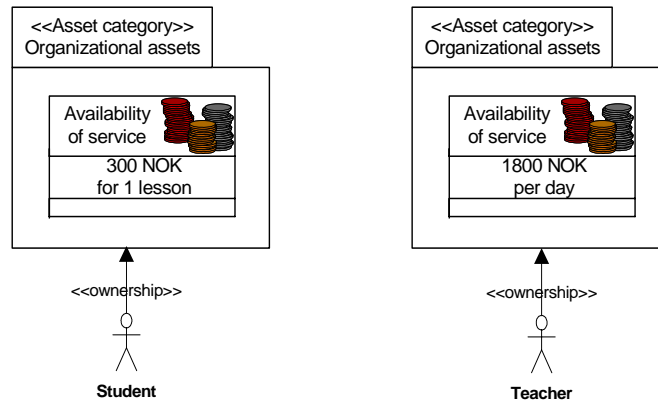 <<Asset category>>
Organizational assets
Availability
of service
300 NOK
for 1 lesson
<<ownership>>
Student
<<Asset category>>
Organizational assets
Availability
of service
1800 NOK
per day
<<ownership>>
Teacher